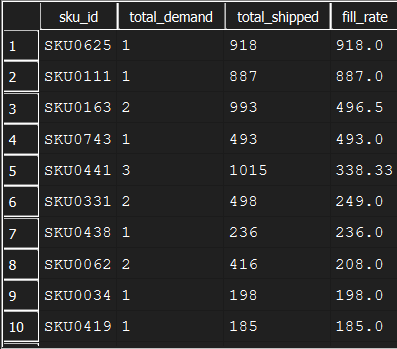 sku_id total_demand total_shipped fill_rate
1 SKU0625 1 918 918.0
2 SKU0111 1 887 887.0
3 SKU0163 2 993 496.5
4 SKU0743 1 493 493.0
5 SKU0441 3 1015 338.33
6 SKU0331 2 498 249.0
7 SKU0438 1 236 236.0
8 SKU0062 2 416 208.0
9 SKU0034 1 198 198.0
10 SKU0419 1 185 185.0